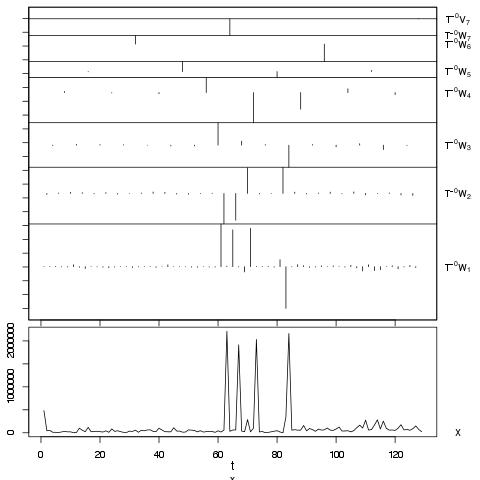 T⁻⁰V₇
T⁻⁰W₇
T⁻⁰W₆
T⁻⁰W₅
T⁻⁰W₄
T⁻⁰W₃
T⁻⁰W₂
T⁻⁰W₁
2000000
1000000
0
X
0 20 40 60 80 100 120
t
x